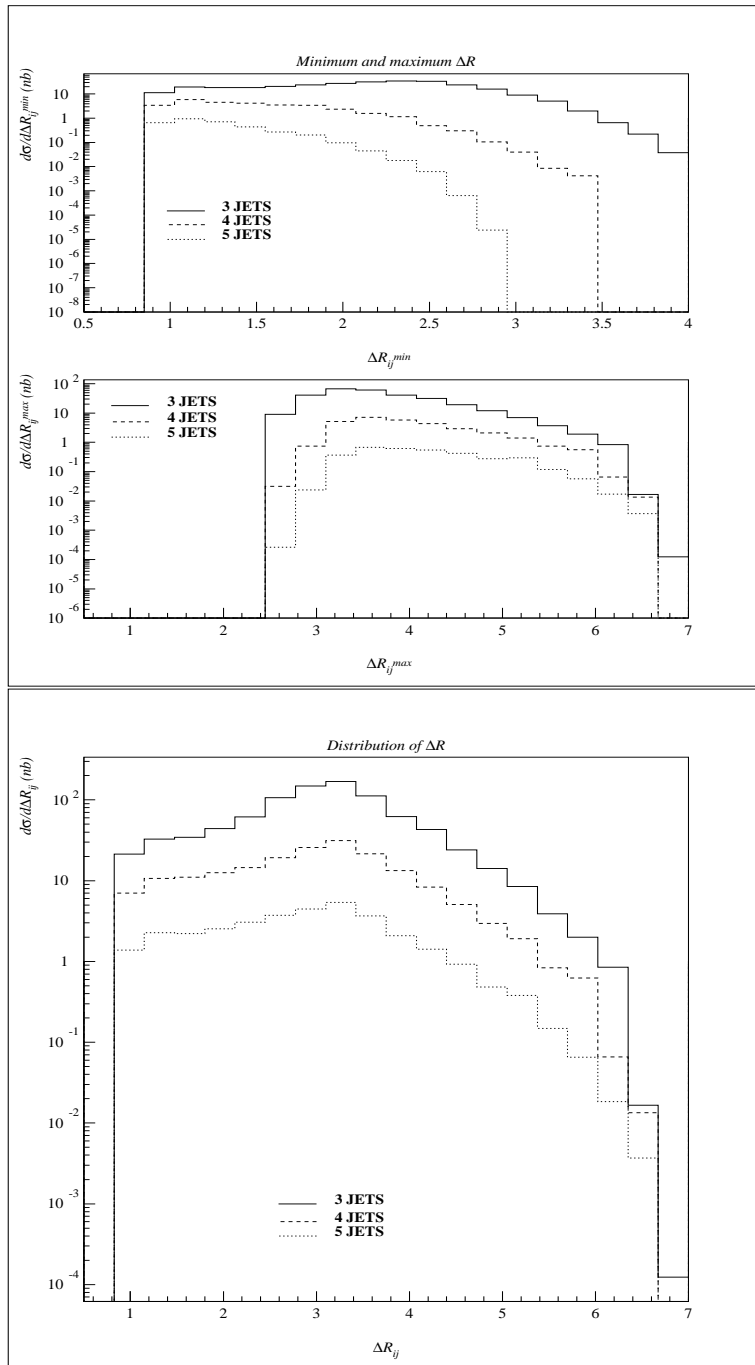 Minimum and maximum ΔR
dσ/dΔR_ij^min (nb)
10
1
10^-1
10^-2
10^-3
10^-4
10^-5
10^-6
10^-7
10^-8
3 JETS
4 JETS
5 JETS
0.5 1 1.5 2 2.5 3 3.5 4
ΔR_ij^min
dσ/dΔR_ij^max (nb)
10^2
10
1
10^-1
10^-2
10^-3
10^-4
10^-5
10^-6
3 JETS
4 JETS
5 JETS
1 2 3 4 5 6 7
ΔR_ij^max
Distribution of ΔR
dσ/dΔR_ij (nb)
10^2
10
1
10^-1
10^-2
10^-3
10^-4
3 JETS
4 JETS
5 JETS
1 2 3 4 5 6 7
ΔR_ij